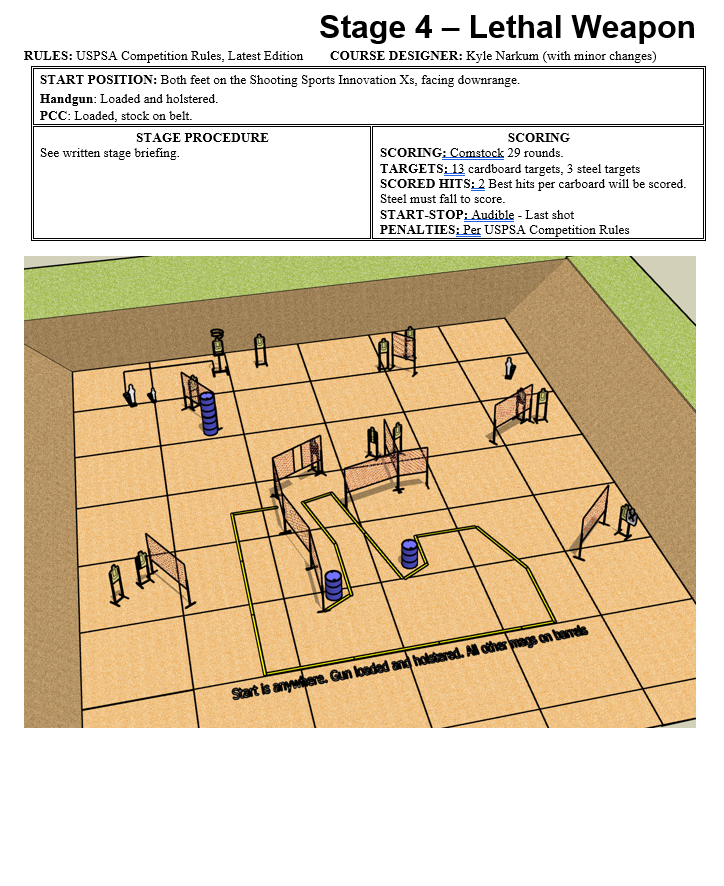 Stage 4 – Lethal Weapon
RULES: USPSA Competition Rules, Latest Edition COURSE DESIGNER: Kyle Narkum (with minor changes)
START POSITION: Both feet on the Shooting Sports Innovation Xs, facing downrange.
Handgun: Loaded and holstered.
PCC: Loaded, stock on belt.
STAGE PROCEDURE
See written stage briefing.
SCORING
SCORING: Comstock 29 rounds.
TARGETS: 13 cardboard targets, 3 steel targets
SCORED HITS: 2 Best hits per carboard will be scored.
Steel must fall to score.
START-STOP: Audible - Last shot
PENALTIES: Per USPSA Competition Rules
Start is anywhere. Gun loaded and holstered. All other mags on barrels